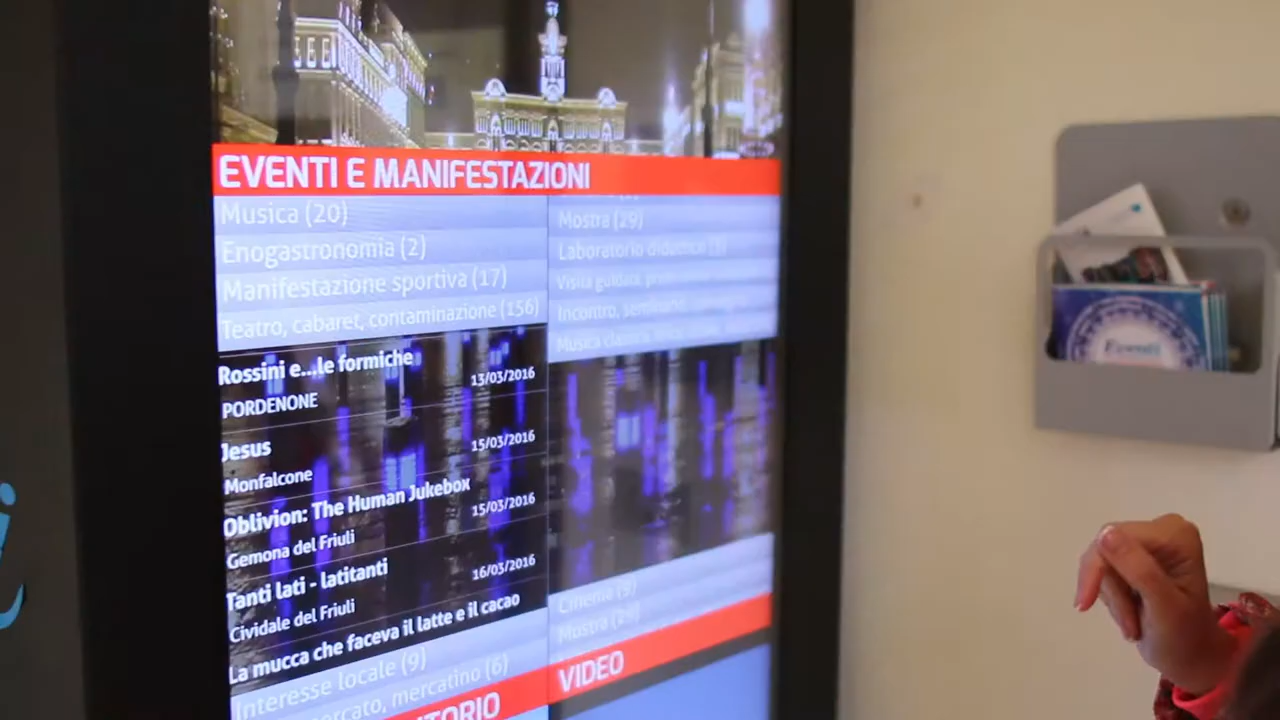 EVENTI E MANIFESTAZIONI
Musica (20)
Enogastronomia (2)
Manifestazione sportiva (17)
Teatro, cabaret, contaminazione (156)
Rossini e...le formiche
13/03/2016
PORDENONE
Jesus
15/03/2016
Monfalcone
Oblivion: The Human Jukebox
15/03/2016
Gemona del Friuli
Tanti lati - latitanti
16/03/2016
Cividale del Friuli
La mucca che faceva il latte e il cacao
Interesse locale (9)
mercato, mercatino (6)
Mostra (29)
Laboratorio didattico
Visita guidata,
Incontro, seminario,
Musica classica,
Cinema (9)
Mostra (29)
VIDEO
Eventi